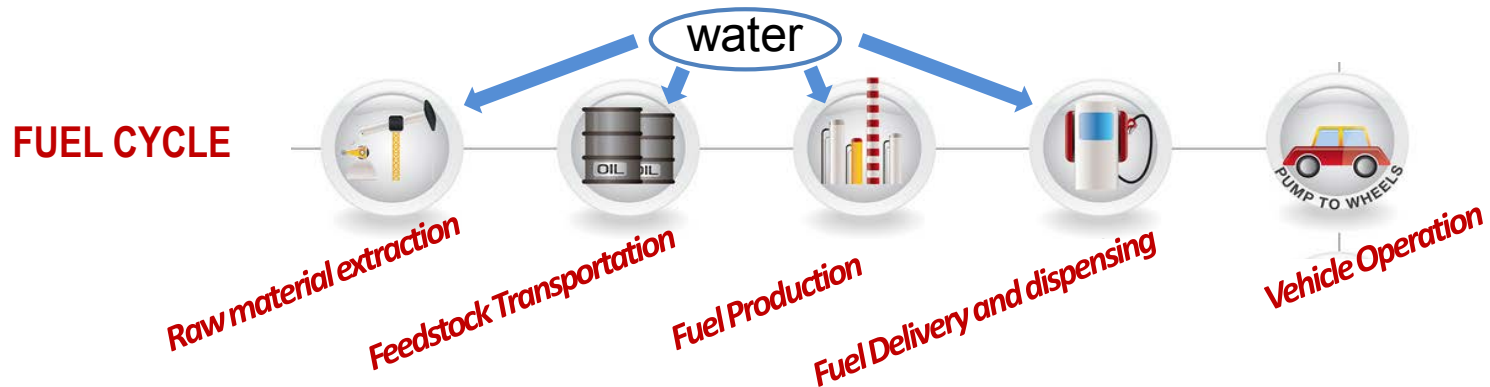 water
FUEL CYCLE
OIL
OIL
PUMP TO WHEELS
Raw material extraction
Feedstock Transportation
Fuel Production
Fuel Delivery and dispensing
Vehicle Operation